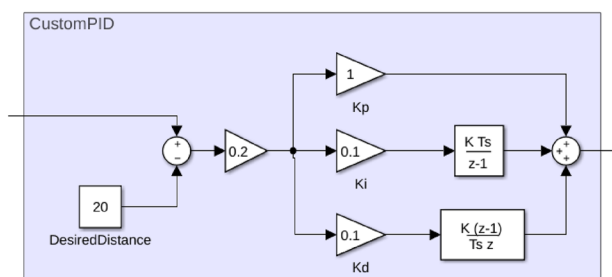 CustomPID
1
Kp
+
-
0.2
0.1
Ki
K Ts
z-1
+
+
+
20
DesiredDistance
0.1
Kd
K (z-1)
Ts z